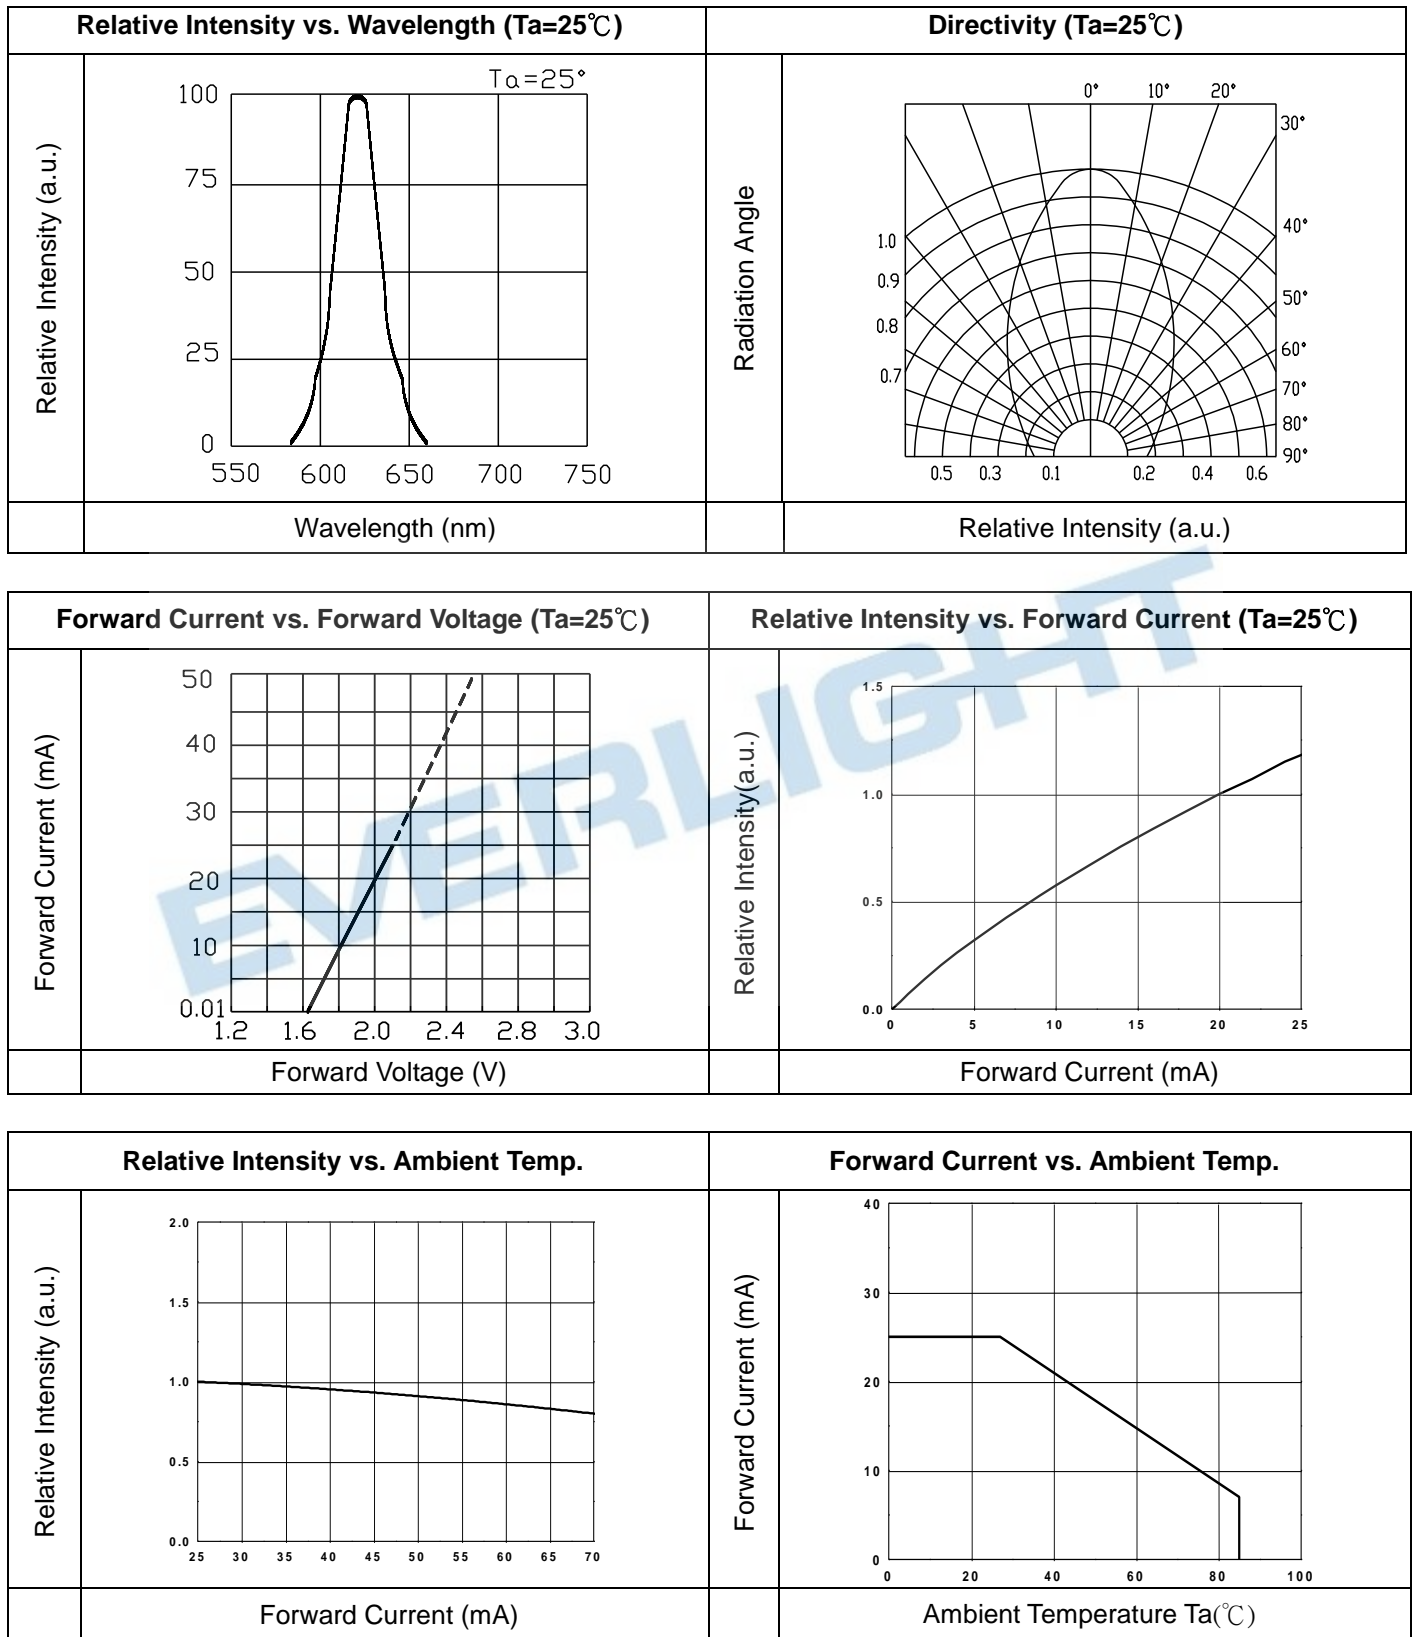 Relative Intensity vs. Wavelength (Ta=25℃)
Relative Intensity (a.u.)
Ta=25°
100
75
50
25
0
550 600 650 700 750
Wavelength (nm)
Directivity (Ta=25℃)
Radiation Angle
0° 10° 20°
30°
40°
50°
60°
70°
80°
90°
1.0
0.9
0.8
0.7
0.5 0.3 0.1 0.2 0.4 0.6
Relative Intensity (a.u.)
Forward Current vs. Forward Voltage (Ta=25℃)
Forward Current (mA)
50
40
30
20
10
0.01
1.2 1.6 2.0 2.4 2.8 3.0
Forward Voltage (V)
Relative Intensity vs. Forward Current (Ta=25℃)
Relative Intensity(a.u.)
1.5
1.0
0.5
0.0
0 5 10 15 20 25
Forward Current (mA)
EVERLIGHT
Relative Intensity vs. Ambient Temp.
Relative Intensity (a.u.)
2.0
1.5
1.0
0.5
0.0
25 30 35 40 45 50 55 60 65 70
Forward Current (mA)
Forward Current vs. Ambient Temp.
Forward Current (mA)
40
30
20
10
0
0 20 40 60 80 100
Ambient Temperature Ta(℃)